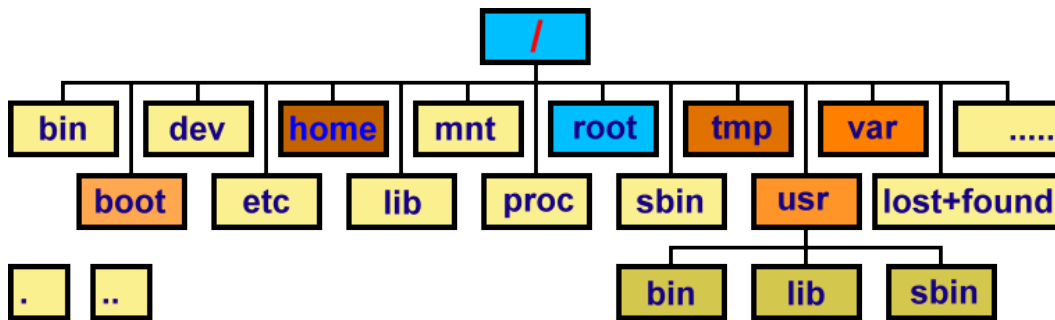 /
bin dev home mnt root tmp var .....
boot etc lib proc sbin usr lost+found
. .. bin lib sbin